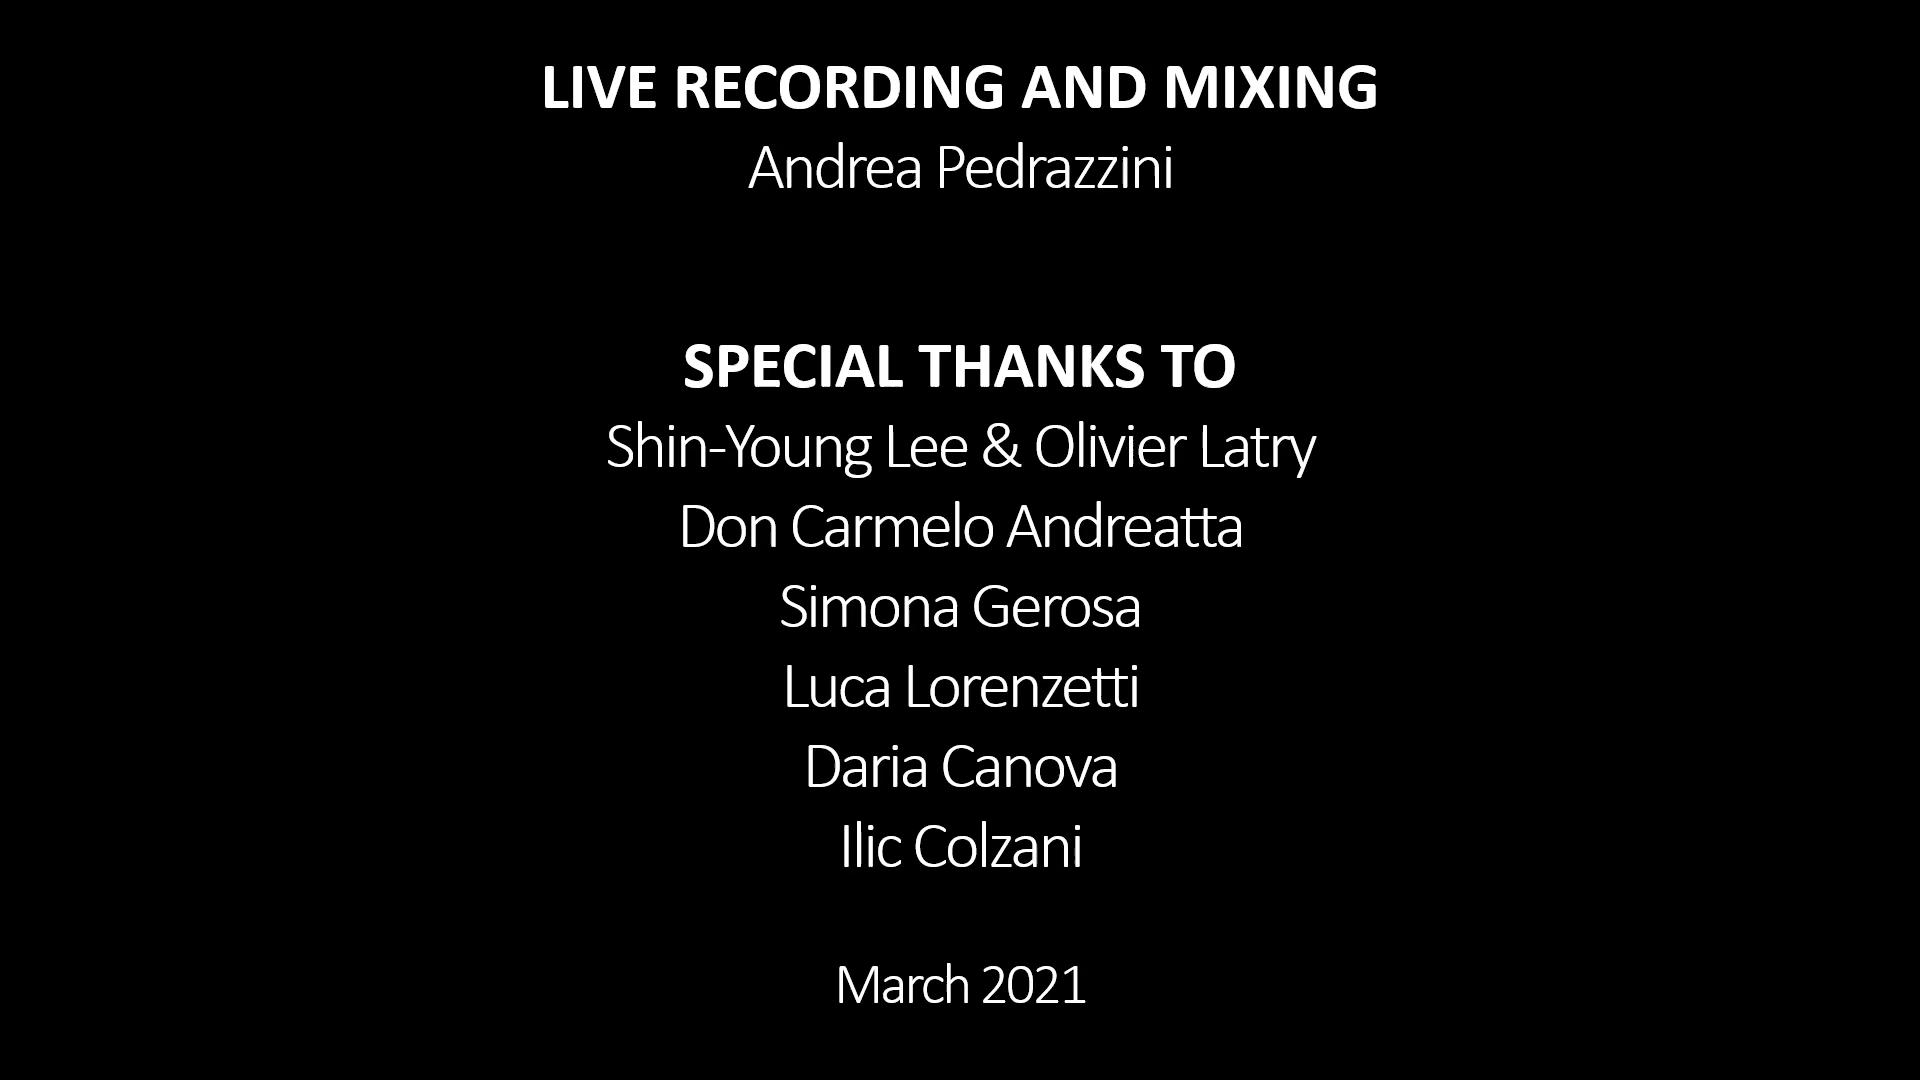 LIVE RECORDING AND MIXING
Andrea Pedrazzini
SPECIAL THANKS TO
Shin-Young Lee & Olivier Latry
Don Carmelo Andreatta
Simona Gerosa
Luca Lorenzetti
Daria Canova
Ilic Colzani
March 2021